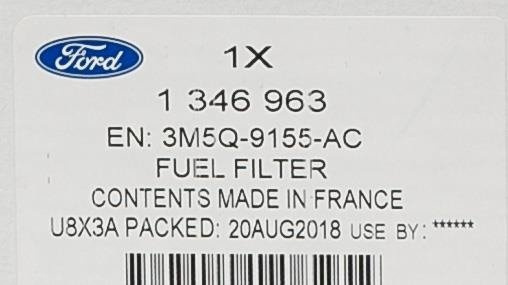 Ford
1X
1 346 963
EN: 3M5Q-9155-AC
FUEL FILTER
CONTENTS MADE IN FRANCE
U8X3A PACKED: 20AUG2018 USE BY: ******